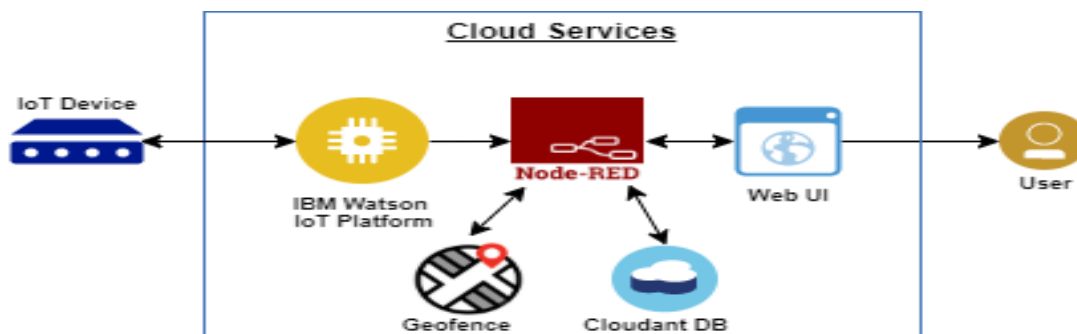 Cloud Services
IoT Device
Node-RED
IBM Watson
IoT Platform
Web UI
User
Geofence
Cloudant DB